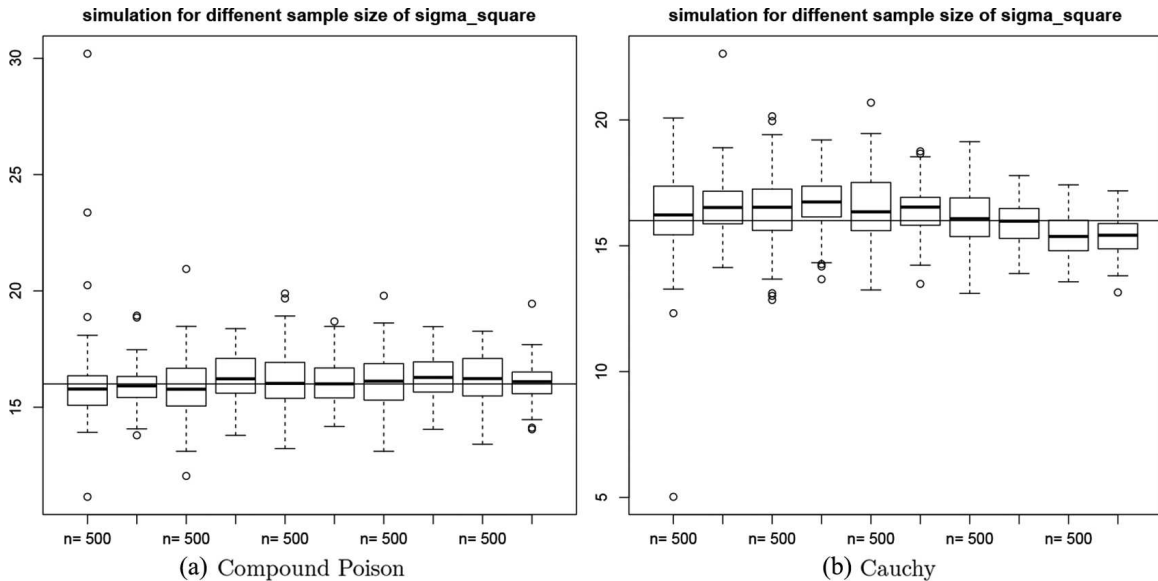 simulation for diffenent sample size of sigma_square
30
25
20
15
n= 500 n= 500 n= 500 n= 500 n= 500
(a) Compound Poison
simulation for diffenent sample size of sigma_square
20
15
10
5
n= 500 n= 500 n= 500 n= 500 n= 500
(b) Cauchy